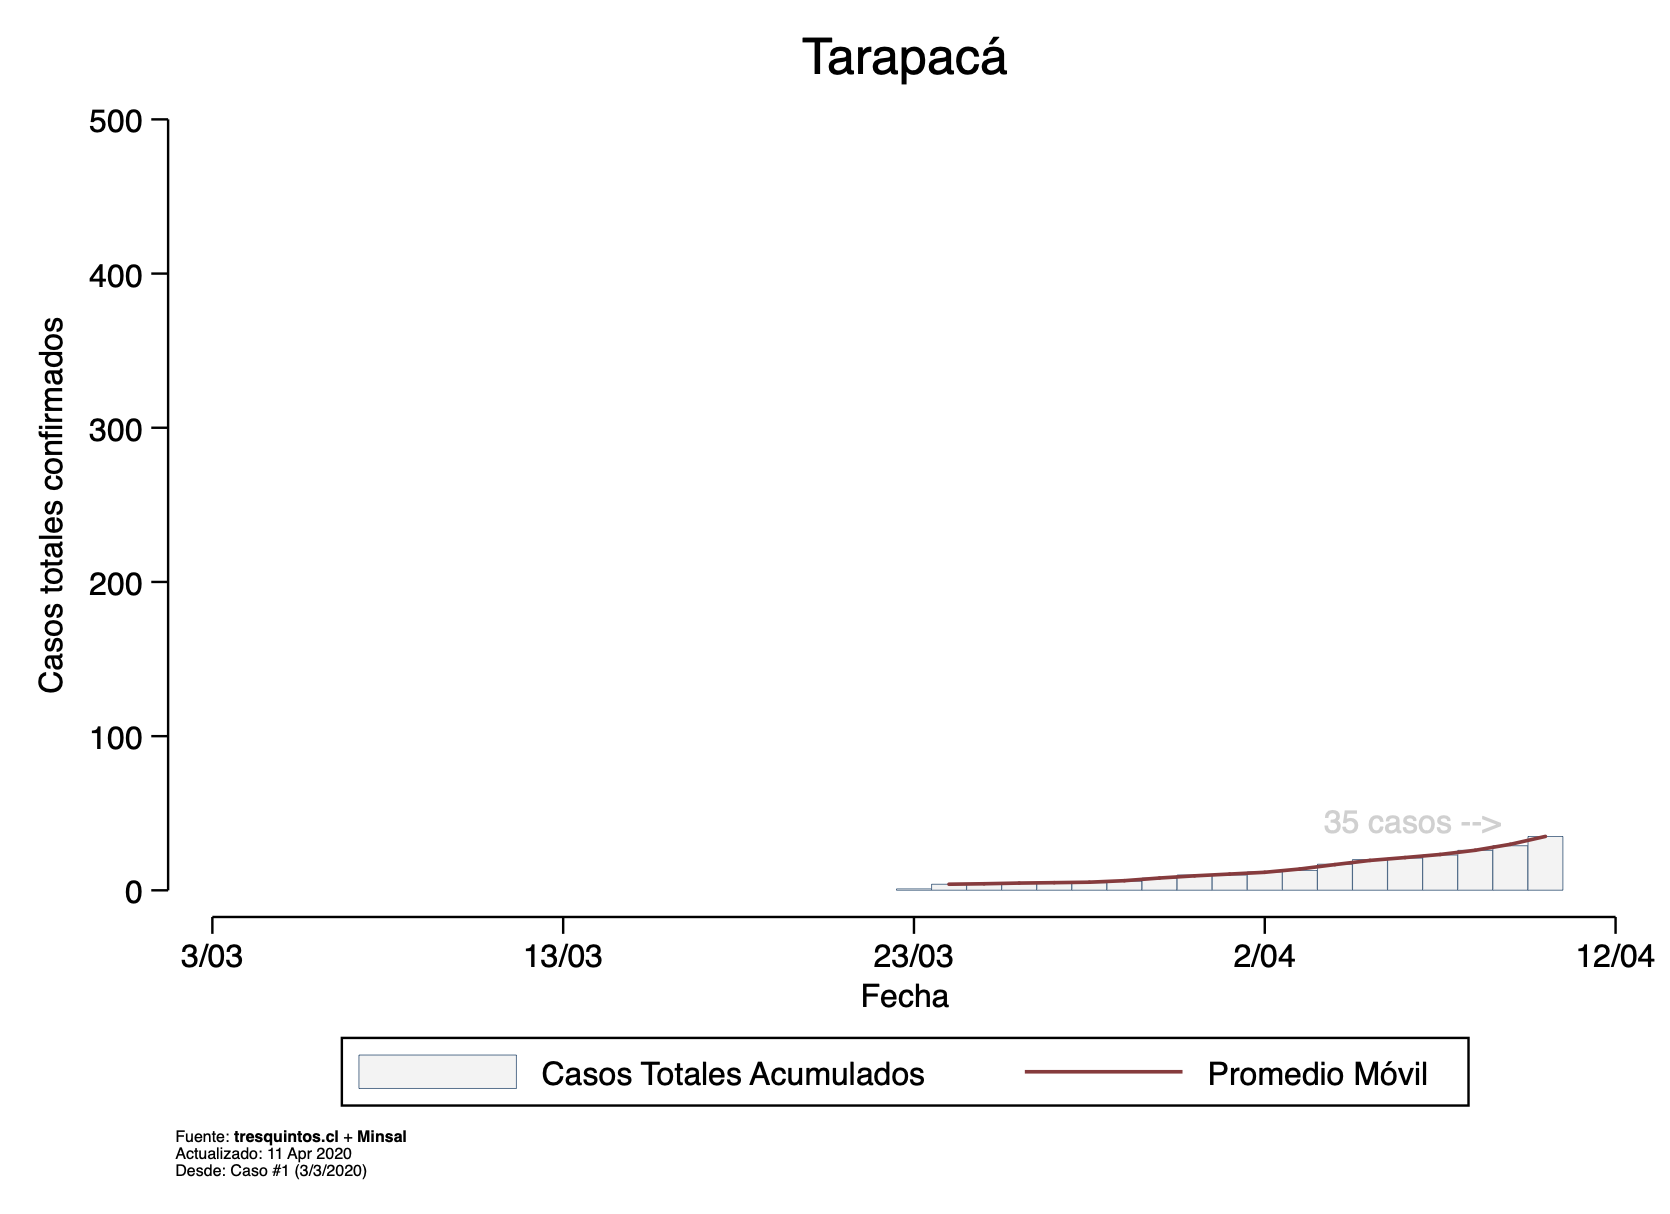 Tarapacá
500
400
300
200
100
0
Casos totales confirmados
35 casos -->
3/03
13/03
23/03
2/04
12/04
Fecha
Casos Totales Acumulados
Promedio Móvil
Fuente: tresquintos.cl + Minsal
Actualizado: 11 Apr 2020
Desde: Caso #1 (3/3/2020)